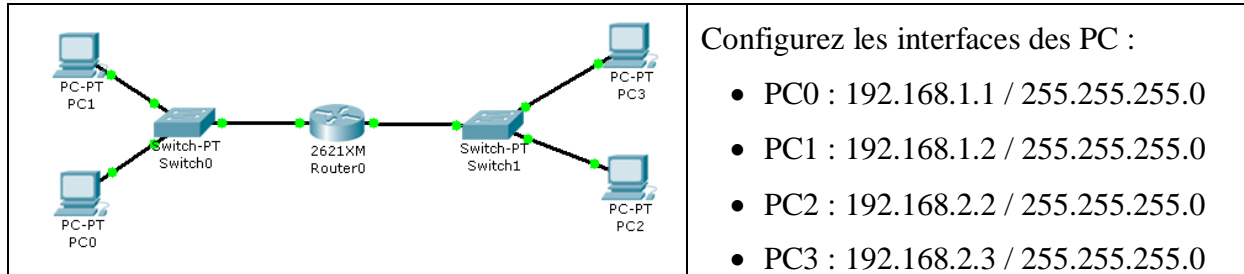 PC-PT
PC1
PC-PT
PC3
Switch-PT
Switch0
2621XM
Router0
Switch-PT
Switch1
PC-PT
PC0
PC-PT
PC2
Configurez les interfaces des PC :
• PC0 : 192.168.1.1 / 255.255.255.0
• PC1 : 192.168.1.2 / 255.255.255.0
• PC2 : 192.168.2.2 / 255.255.255.0
• PC3 : 192.168.2.3 / 255.255.255.0